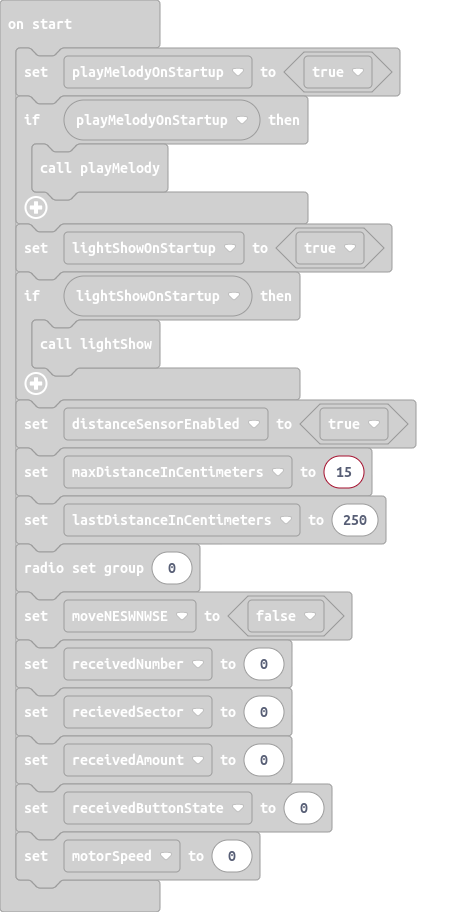 on start
set playMelodyOnStartup to true
if playMelodyOnStartup then
call playMelody
set lightShowOnStartup to true
if lightShowOnStartup then
call lightShow
set distanceSensorEnabled to true
set maxDistanceInCentimeters to 15
set lastDistanceInCentimeters to 250
radio set group 0
set moveNESWNWSE to false
set receivedNumber to 0
set recievedSector to 0
set receivedAmount to 0
set receivedButtonState to 0
set motorSpeed to 0